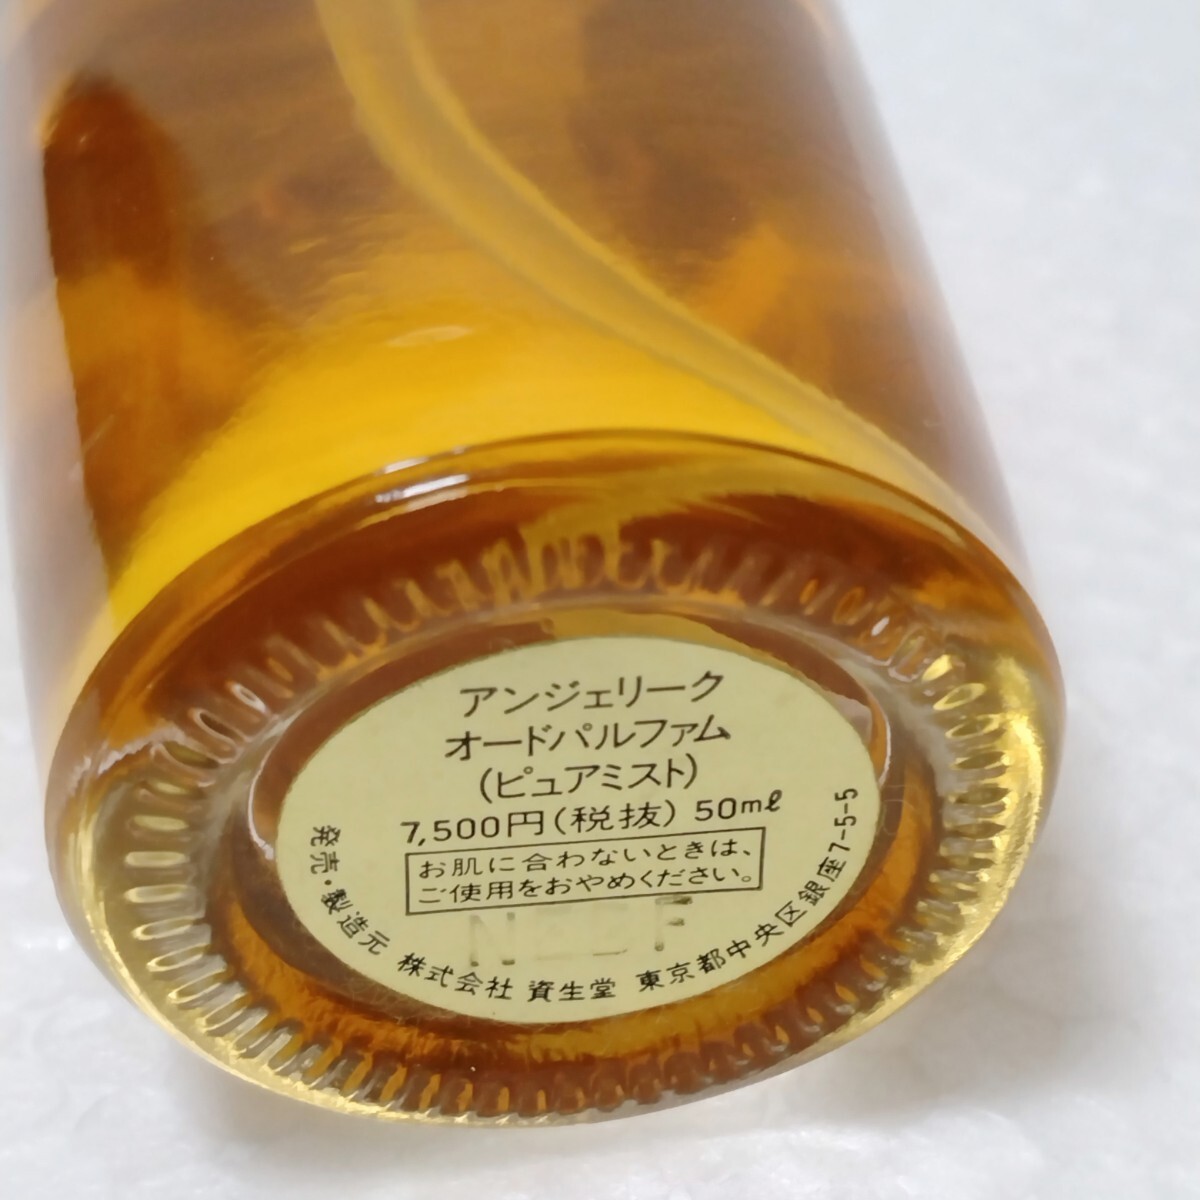 アンジェリーク
オードパルファム
(ピュアミスト)
7,500円(税抜) 50mℓ
お肌に合わないときは、
ご使用をおやめください。
発売・製造元 株式会社 資生堂 東京都中央区銀座7-5-5